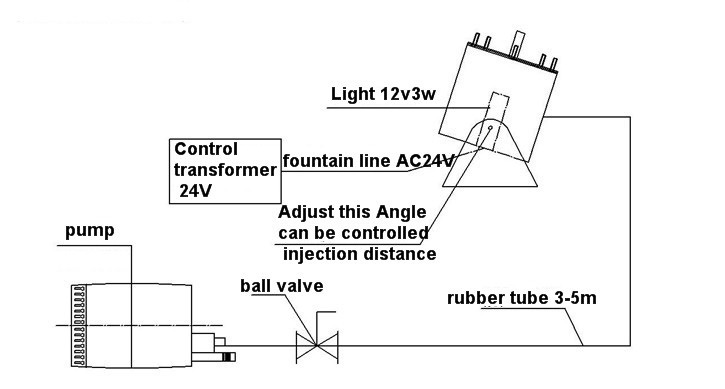 Light 12v3w
Control
transformer
24V
fountain line AC24V
Adjust this Angle
can be controlled
injection distance
pump
ball valve
rubber tube 3-5m